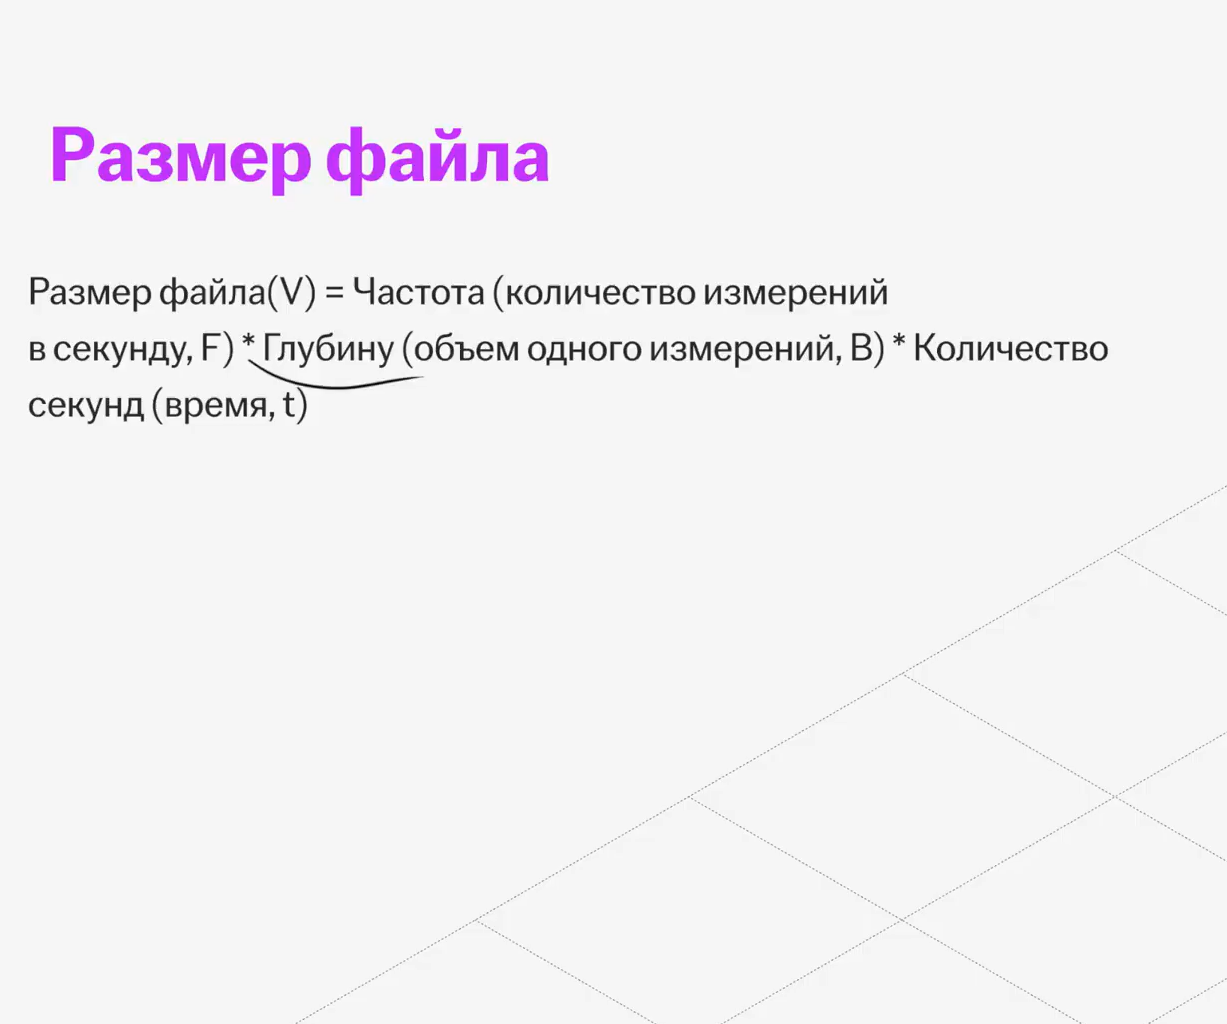 Размер файла
Размер файла(V) = Частота (количество измерений
в секунду, F) * Глубину (объем одного измерений, B) * Количество
секунд (время, t)